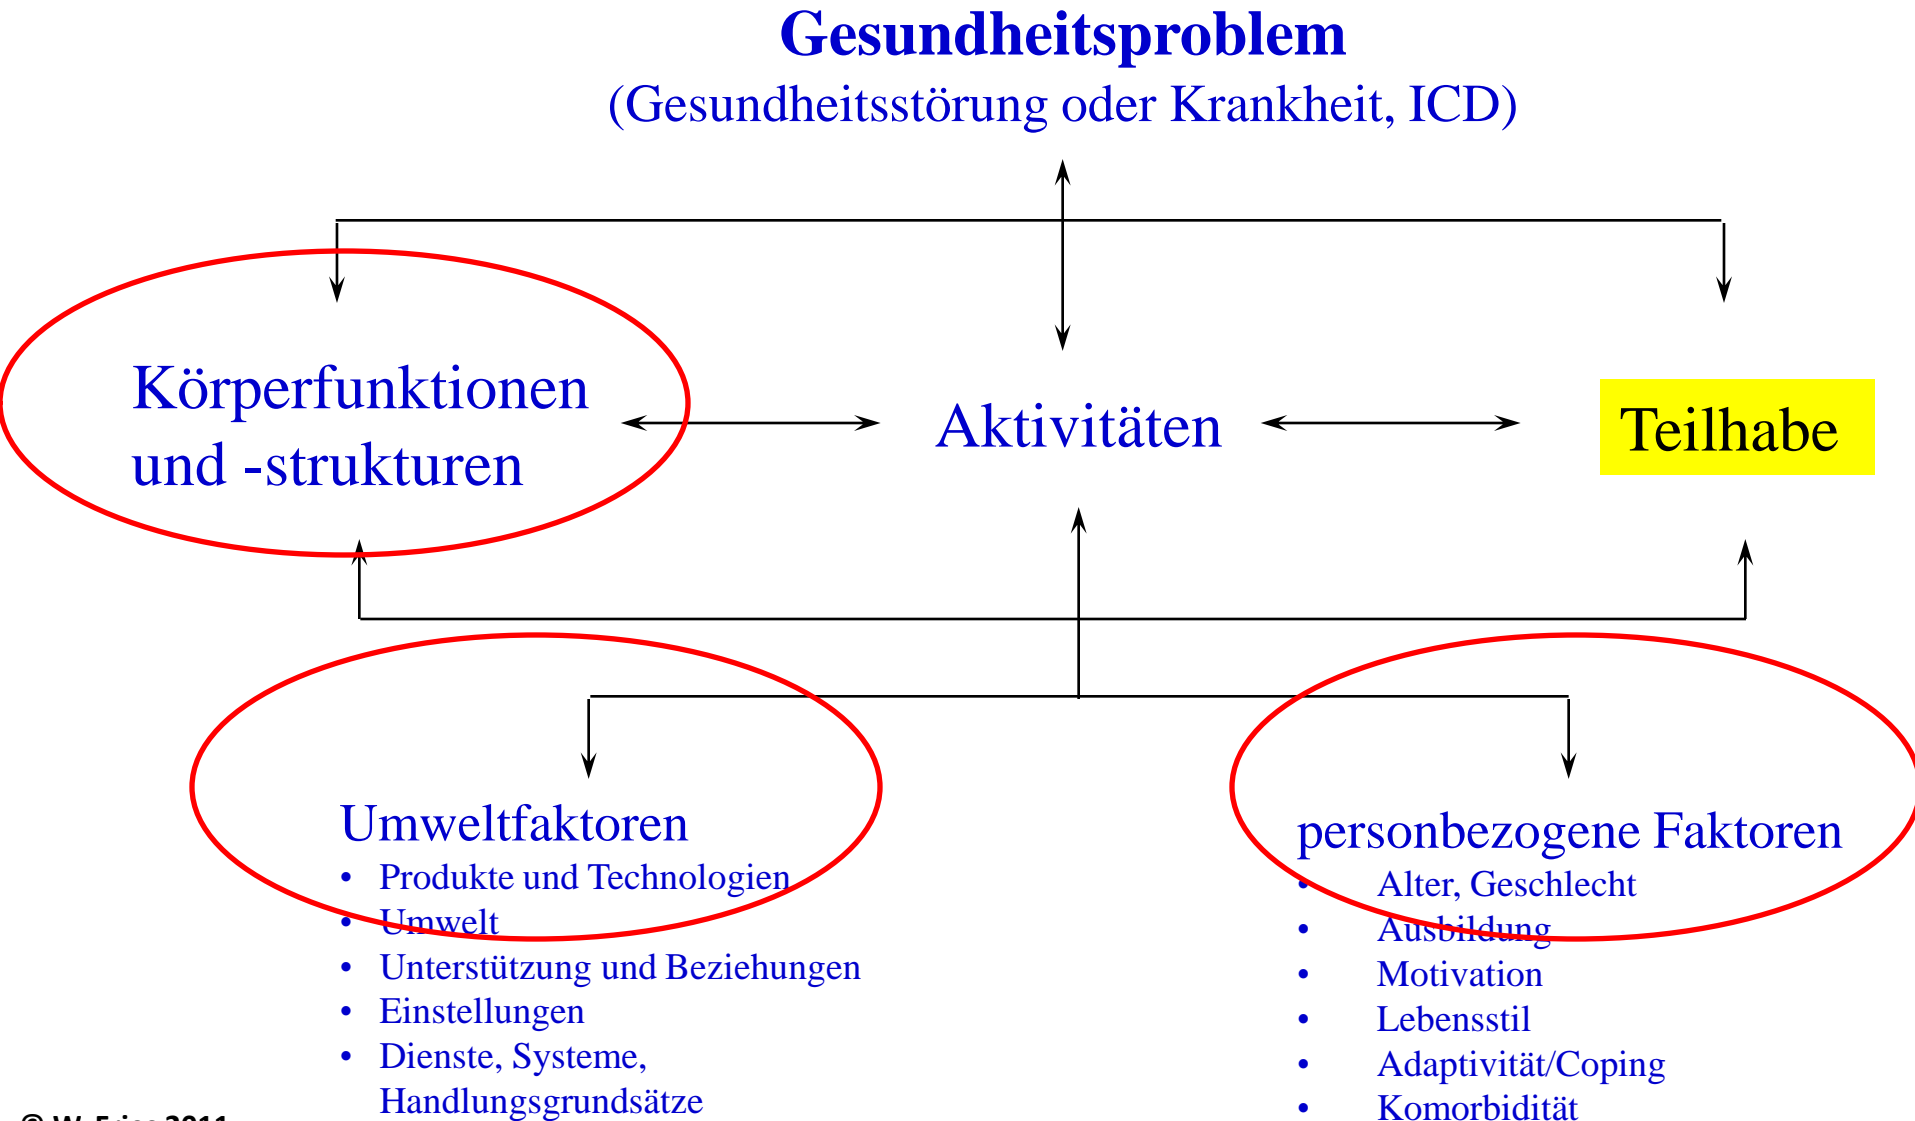 Gesundheitsproblem
(Gesundheitsstörung oder Krankheit, ICD)
Körperfunktionen
und -strukturen
Aktivitäten
Teilhabe
Umweltfaktoren
• Produkte und Technologien
• Umwelt
• Unterstützung und Beziehungen
• Einstellungen
• Dienste, Systeme,
Handlungsgrundsätze
personbezogene Faktoren
• Alter, Geschlecht
• Ausbildung
• Motivation
• Lebensstil
• Adaptivität/Coping
• Komorbidität
2011